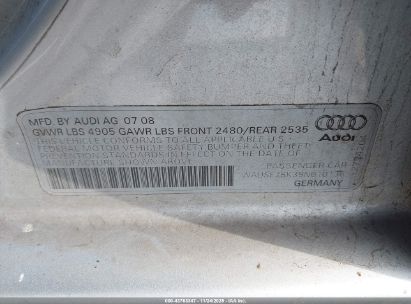 MFD. BY AUDI AG 07 08
GVWR LBS 4905 GAWR LBS FRONT 2480/REAR 2535
THIS VEHICLE CONFORMS TO ALL APPLICABLE U.S.
FEDERAL MOTOR VEHICLE SAFETY BUMPER AND THEFT
PREVENTION STANDARDS IN EFFECT ON THE DATE OF
MANUFACTURE SHOWN ABOVE.
Audi
PASSENGER CAR
GERMANY